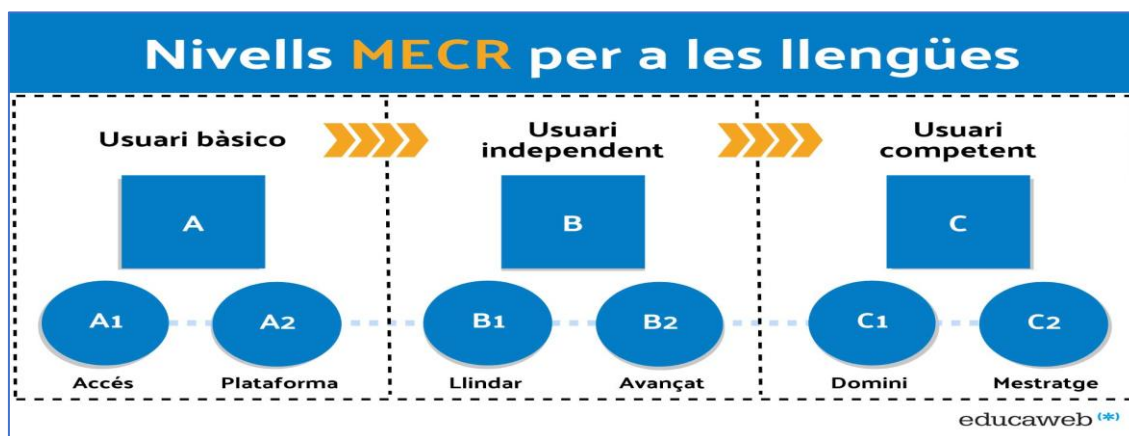 Nivells MECR per a les llengües
Usuari bàsico
Usuari
independent
Usuari
competent
A
B
C
A1
A2
B1
B2
C1
C2
Accés
Plataforma
Llindar
Avançat
Domini
Mestratge
educaweb (*)